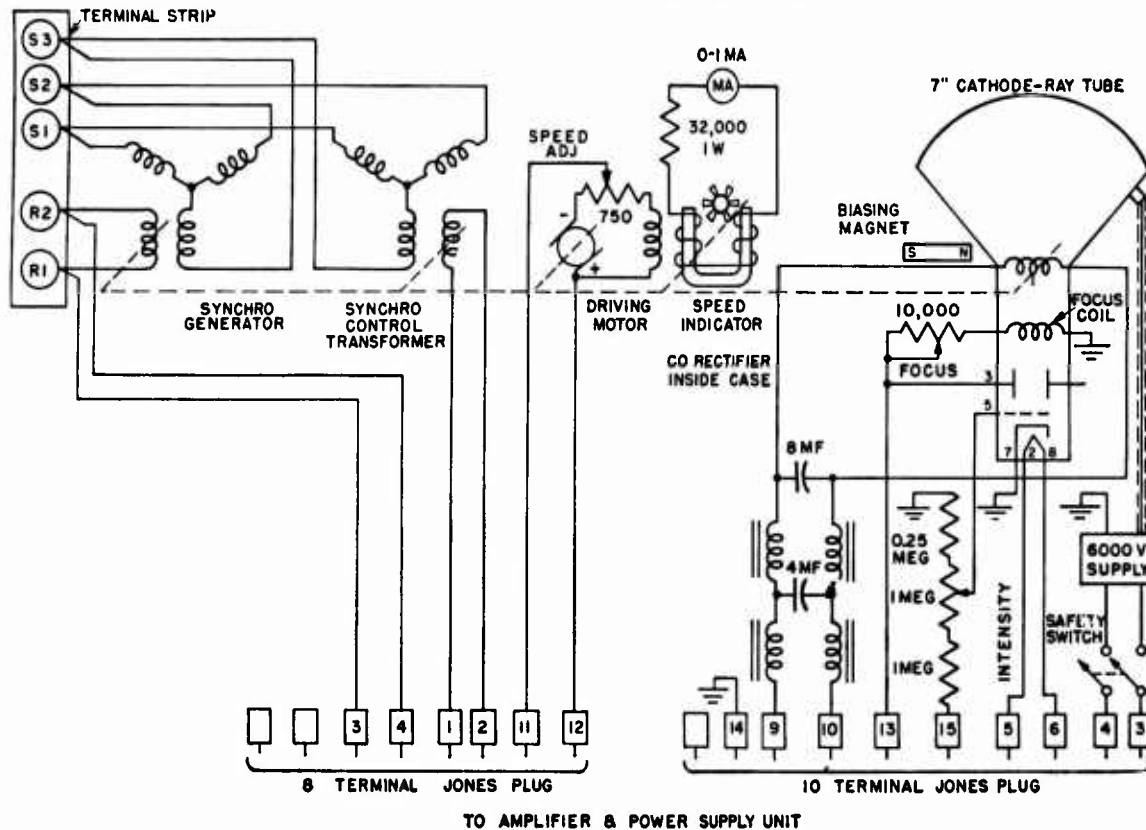 TERMINAL STRIP
S3
S2
S1
R2
R1
SYNCHRO
GENERATOR
SYNCHRO
CONTROL
TRANSFORMER
SPEED
ADJ
-
750
+
DRIVING
MOTOR
0-1 MA
MA
32,000
1 W
SPEED
INDICATOR
7" CATHODE-RAY TUBE
BIASING
MAGNET
S N
10,000
FOCUS
COIL
FOCUS
CO RECTIFIER
INSIDE CASE
3
5
7 2 8
8 MF
4 MF
0.25
MEG
1 MEG
1 MEG
INTENSITY
6000 V
SUPPLY
SAFETY
SWITCH
3 4 1 2 11 12
8 TERMINAL JONES PLUG
14 9 10 13 15 5 6 4 3
10 TERMINAL JONES PLUG
TO AMPLIFIER & POWER SUPPLY UNIT